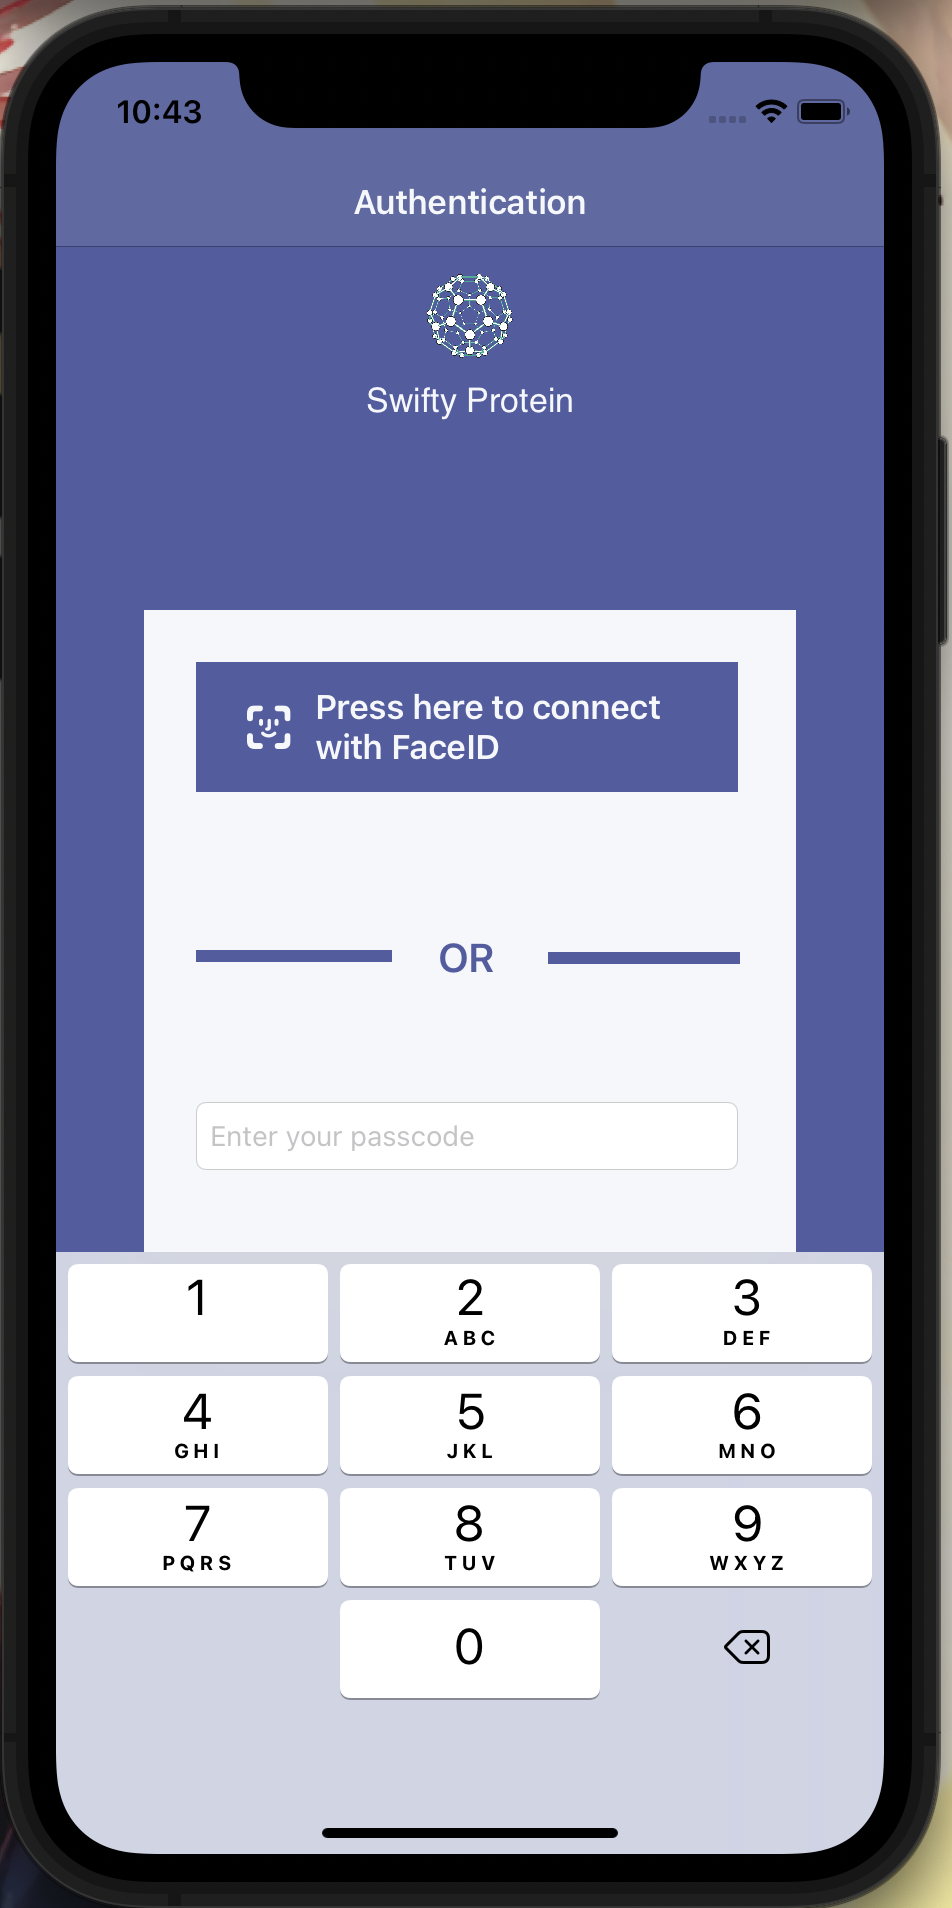 10:43
Authentication
Swifty Protein
Press here to connect
with FaceID
OR
Enter your passcode
1
2
ABC
3
DEF
4
GHI
5
JKL
6
MNO
7
PQRS
8
TUV
9
WXYZ
0